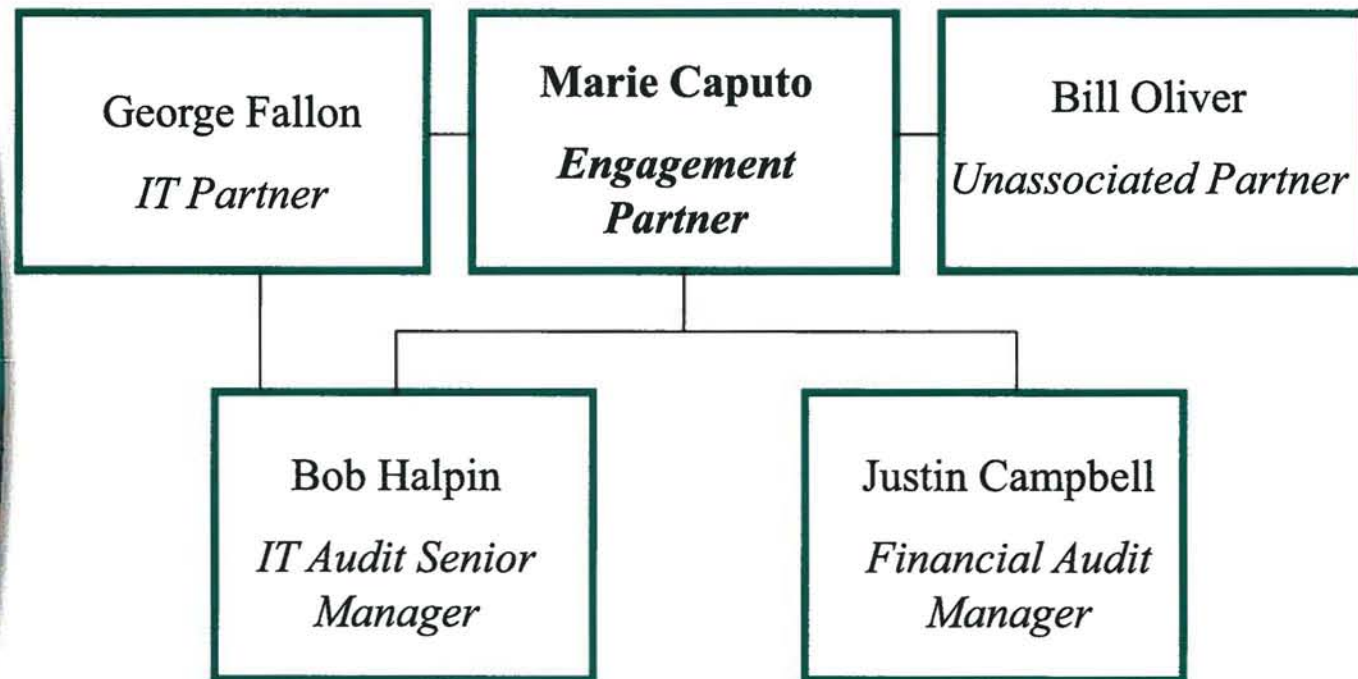 George Fallon
IT Partner
Marie Caputo
Engagement
Partner
Bill Oliver
Unassociated Partner
Bob Halpin
IT Audit Senior
Manager
Justin Campbell
Financial Audit
Manager